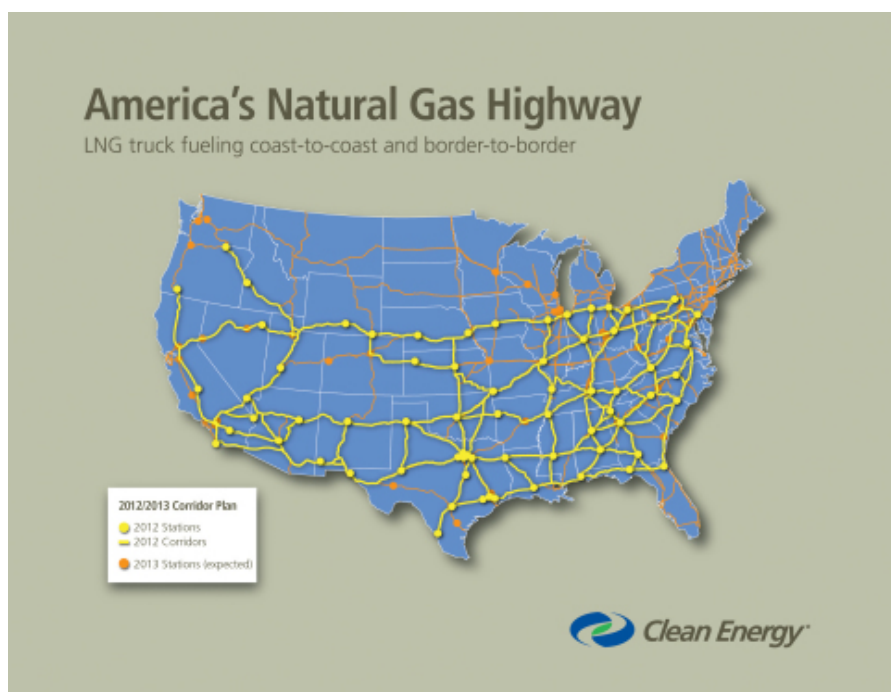 America's Natural Gas Highway
LNG truck fueling coast-to-coast and border-to-border
2012/2013 Corridor Plan
2012 Stations
2012 Corridors
2013 Stations (expected)
Clean Energy™